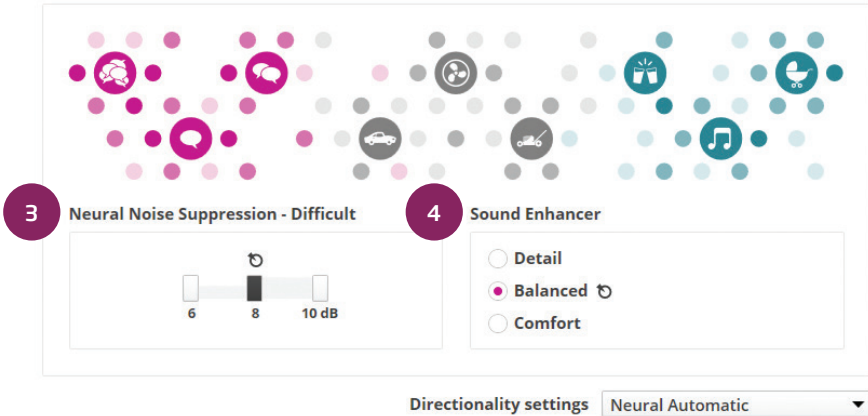 3 Neural Noise Suppression - Difficult
6 8 10 dB
4 Sound Enhancer
Detail
Balanced
Comfort
Directionality settings Neural Automatic